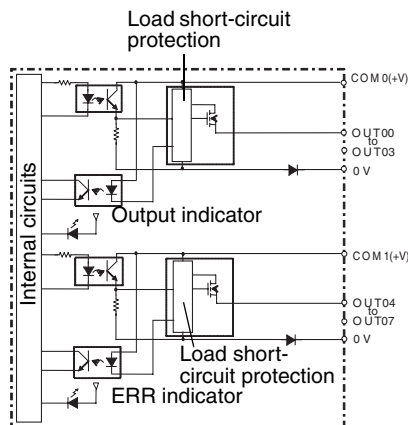 Load short-circuit
protection
COM 0(+V)
OUT00
to
OUT03
0 V
Internal circuits
Output indicator
COM 1(+V)
OUT04
to
OUT07
0 V
Load short-
circuit protection
ERR indicator